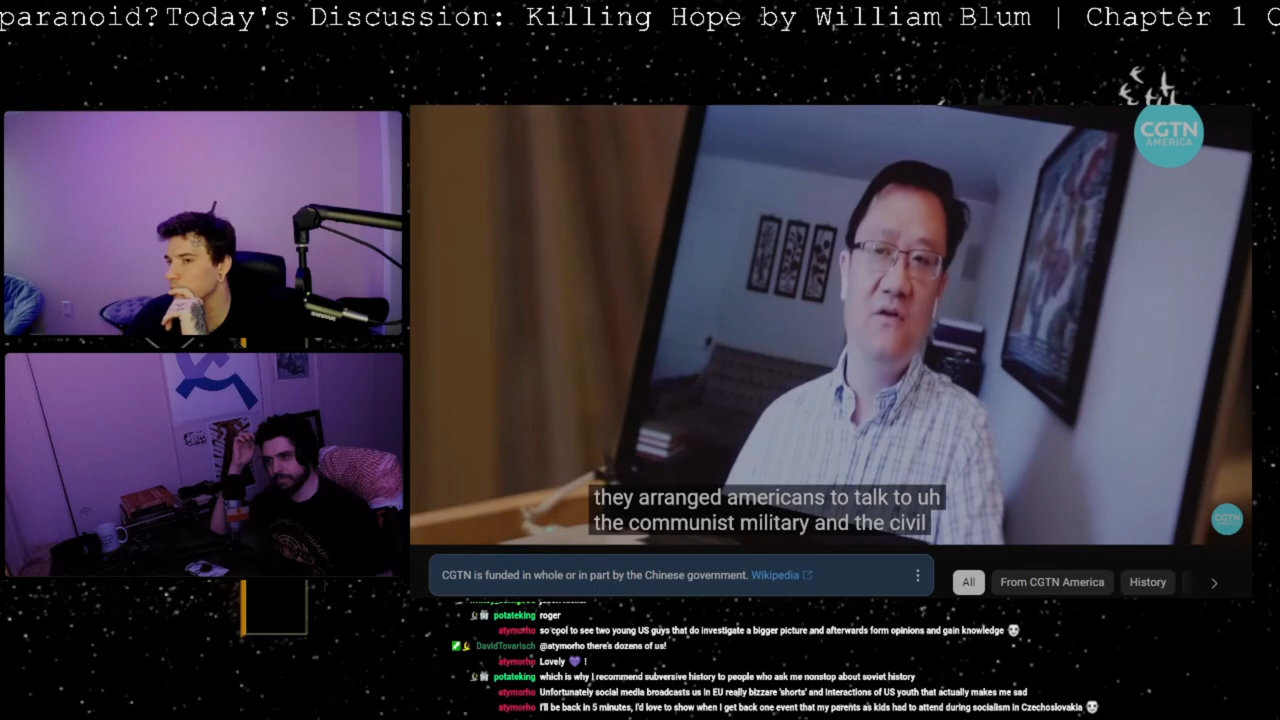 paranoid?Today's Discussion: Killing Hope by William Blum | Chapter 1 C
CGTN
AMERICA
they arranged americans to talk to uh
the communist military and the civil
CGTN
CGTN is funded in whole or in part by the Chinese government. Wikipedia
All
From CGTN America
History
potateking roger
atymorho so cool to see two young US guys that do investigate a bigger picture and afterwards form opinions and gain knowledge
DavidTovarisch @atymorho there's dozens of us!
atymorho Lovely 💜 !
potateking which is why I recommend subversive history to people who ask me nonstop about soviet history
atymorho Unfortunately social media broadcasts us in EU really bizzare 'shorts' and interactions of US youth that actually makes me sad
atymorho I'll be back in 5 minutes, I'd love to show when I get back one event that my parents as kids had to attend during socialism in Czechoslovakia